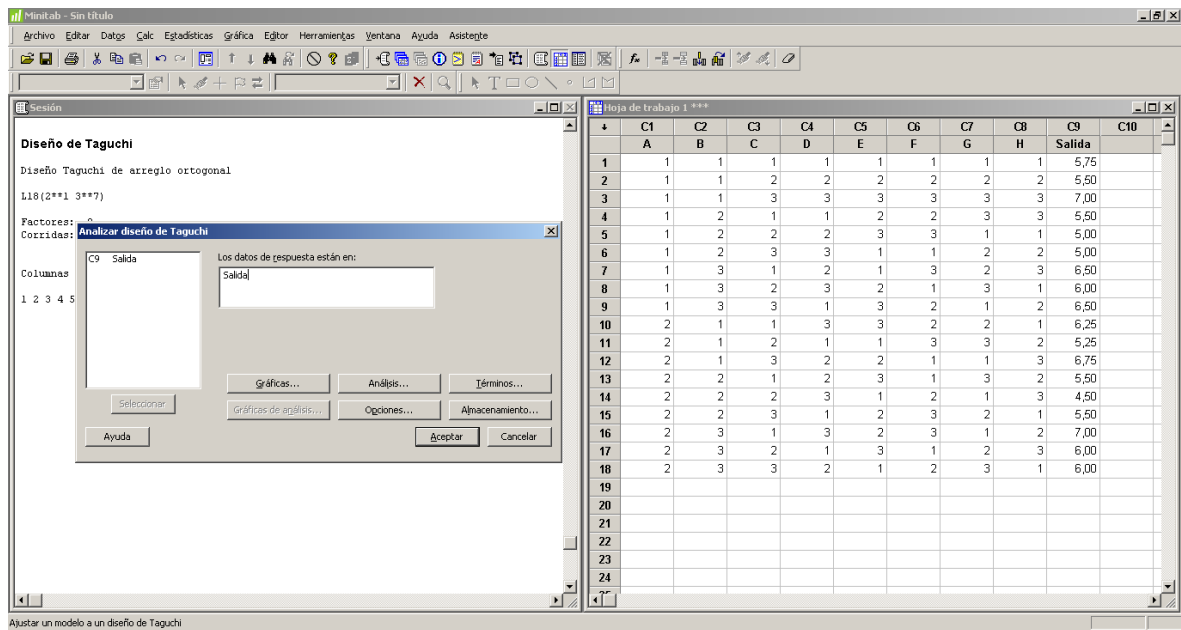 Minitab - Sin título
Archivo Editar Datos Calc Estadísticas Gráfica Editor Herramientas Ventana Ayuda Asistente
Sesión
Diseño de Taguchi
Diseño Taguchi de arreglo ortogonal
L18(2**1 3**7)
Factores:
Corridas:
Columnas
1 2 3 4 5
Analizar diseño de Taguchi
C9 Salida
Los datos de respuesta están en:
Salida
Gráficas... Análisis... Términos...
Seleccionar
Gráficas de análisis... Opciones... Almacenamiento...
Ayuda Aceptar Cancelar
Hoja de trabajo 1 ***
C1 C2 C3 C4 C5 C6 C7 C8 C9 C10
A B C D E F G H Salida
1 1 1 1 1 1 1 1 1 5,75
2 1 1 2 2 2 2 2 2 5,50
3 1 1 3 3 3 3 3 3 7,00
4 1 2 1 1 2 2 3 3 5,50
5 1 2 2 2 3 3 1 1 5,00
6 1 2 3 3 1 1 2 2 5,00
7 1 3 1 2 1 3 2 3 6,50
8 1 3 2 3 2 1 3 1 6,00
9 1 3 3 1 3 2 1 2 6,50
10 2 1 1 3 3 2 2 1 6,25
11 2 1 2 1 1 3 3 2 5,25
12 2 1 3 2 2 1 1 3 6,75
13 2 2 1 2 3 1 3 2 5,50
14 2 2 2 3 1 2 1 3 4,50
15 2 2 3 1 2 3 2 1 5,50
16 2 3 1 3 2 3 1 2 7,00
17 2 3 2 1 3 1 2 3 6,00
18 2 3 3 2 1 2 3 1 6,00
19
20
21
22
23
24
Ajustar un modelo a un diseño de Taguchi